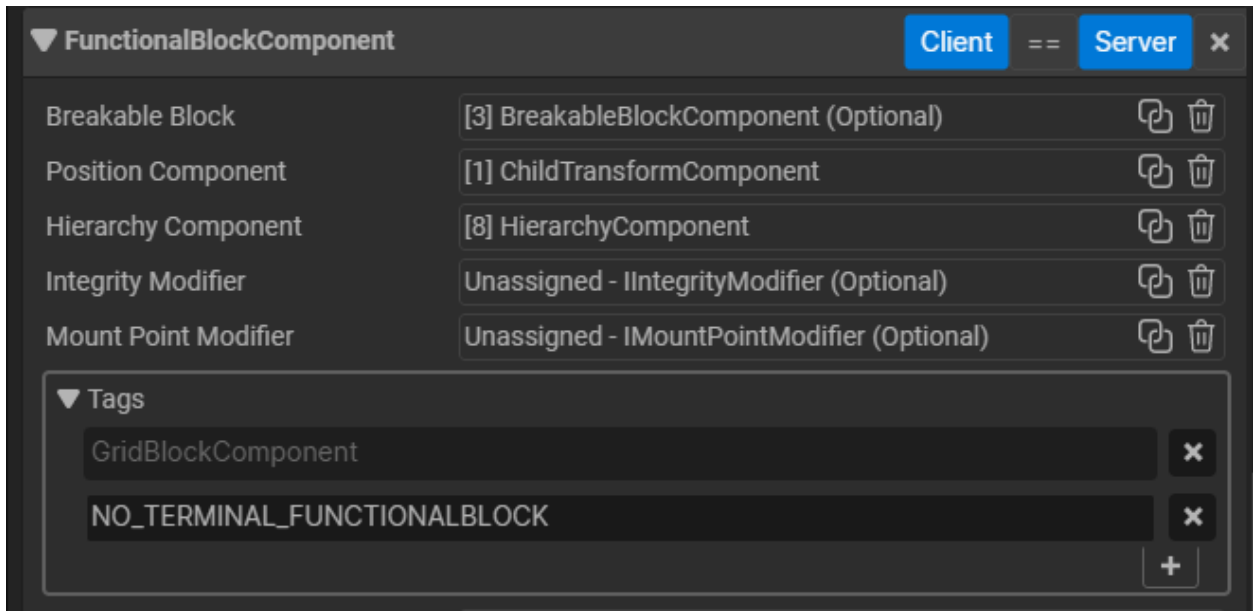 FunctionalBlockComponent Client == Server ×
Breakable Block [3] BreakableBlockComponent (Optional)
Position Component [1] ChildTransformComponent
Hierarchy Component [8] HierarchyComponent
Integrity Modifier Unassigned - IIntegrityModifier (Optional)
Mount Point Modifier Unassigned - IMountPointModifier (Optional)
Tags
GridBlockComponent ×
NO_TERMINAL_FUNCTIONALBLOCK ×
+